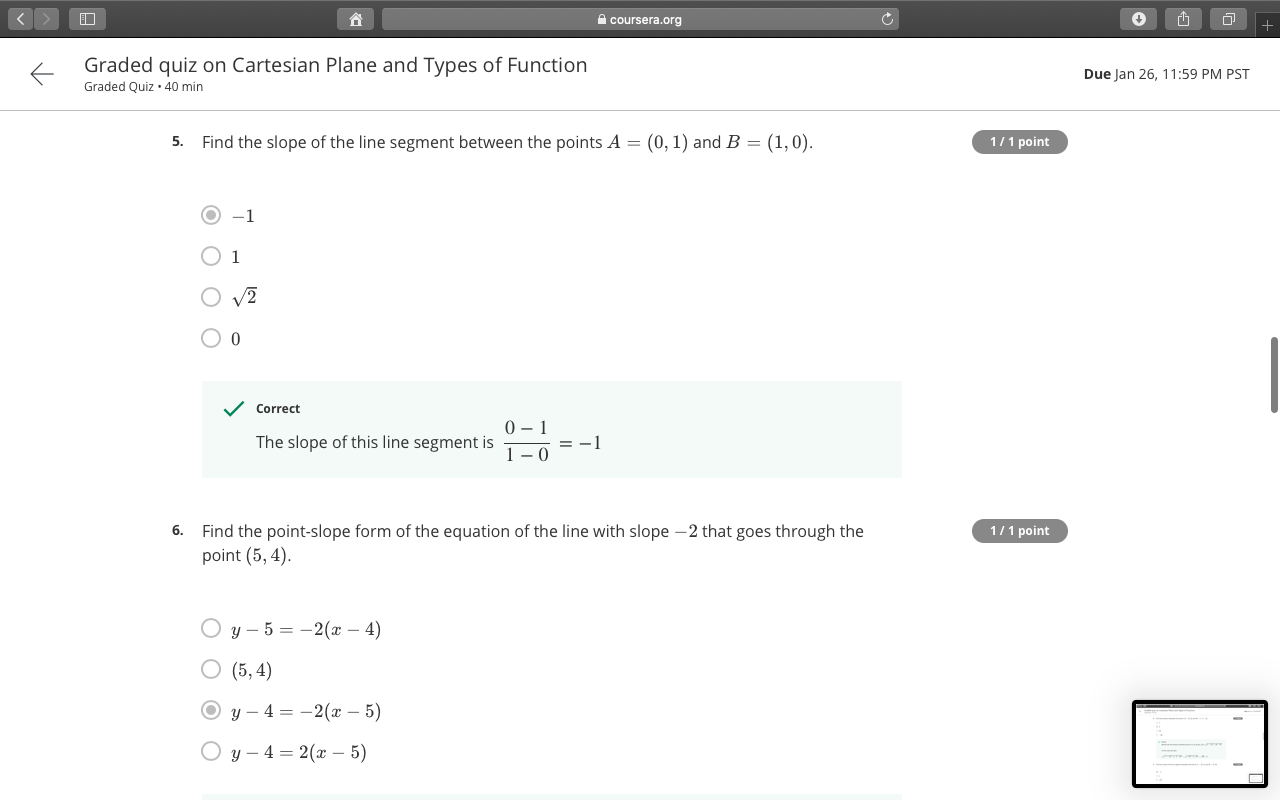 coursera.org
Graded quiz on Cartesian Plane and Types of Function
Graded Quiz • 40 min
Due Jan 26, 11:59 PM PST
5. Find the slope of the line segment between the points A = (0, 1) and B = (1, 0).
1 / 1 point
−1
1
√2
0
Correct
The slope of this line segment is (0 − 1)/(1 − 0) = −1
6. Find the point-slope form of the equation of the line with slope −2 that goes through the
point (5, 4).
1 / 1 point
y − 5 = −2(x − 4)
(5, 4)
y − 4 = −2(x − 5)
y − 4 = 2(x − 5)